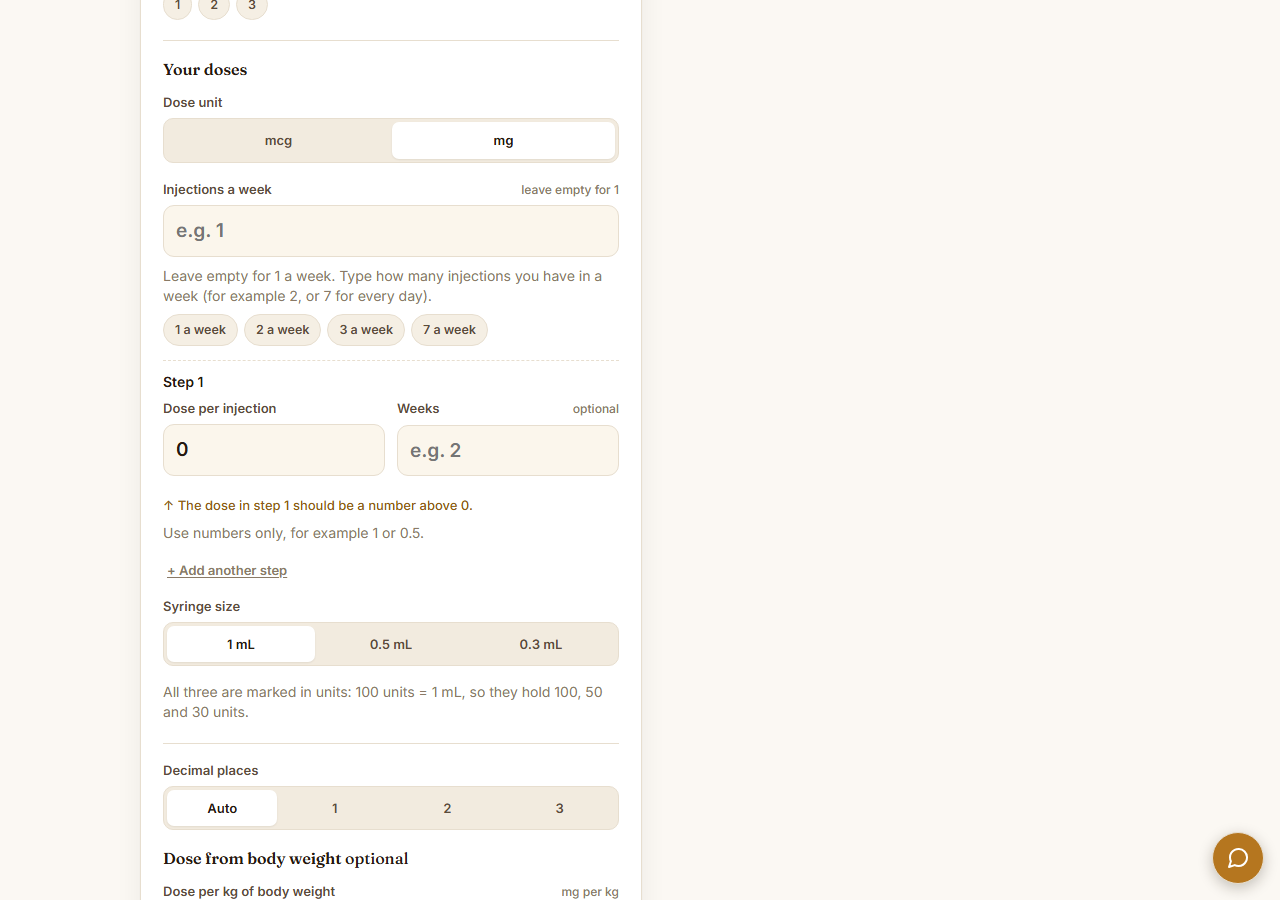 1 2 3
Your doses
Dose unit
mcg mg
Injections a week leave empty for 1
e.g. 1
Leave empty for 1 a week. Type how many injections you have in a
week (for example 2, or 7 for every day).
1 a week 2 a week 3 a week 7 a week
Step 1
Dose per injection Weeks optional
0 e.g. 2
↑ The dose in step 1 should be a number above 0.
Use numbers only, for example 1 or 0.5.
+ Add another step
Syringe size
1 mL 0.5 mL 0.3 mL
All three are marked in units: 100 units = 1 mL, so they hold 100, 50
and 30 units.
Decimal places
Auto 1 2 3
Dose from body weight optional
Dose per kg of body weight mg per kg